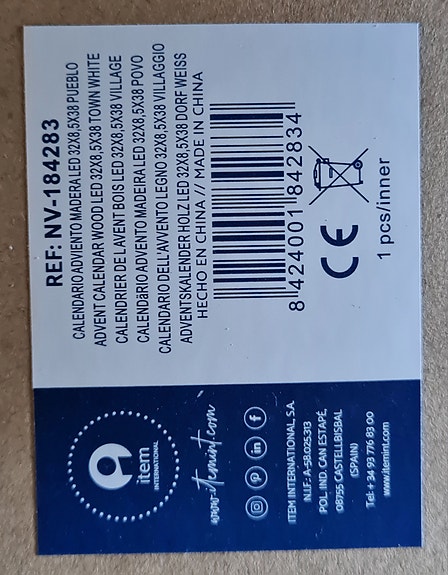 REF: NV-184283
CALENDARIO ADVIENTO MADERA LED 32X8,5X38 PUEBLO
ADVENT CALENDAR WOOD LED 32X8,5X38 TOWN WHITE
CALENDRIER DE L'AVENT BOIS LED 32X8,5X38 VILLAGE
CALENDàRIO ADVENTO MADEIRA LED 32X8,5X38 POVO
CALENDARIO DELL'AVVENTO LEGNO 32X8,5X38 VILLAGGIO
ADVENTSKALENDER HOLZ LED 32X8,5X38 DORF WEISS
HECHO EN CHINA // MADE IN CHINA
8 424001 842834
CE
1 pcs/inner
item
INTERNATIONAL
www.itemint.com
ITEM INTERNATIONAL, S.A.
N.I.F.: A-58.025.313
POL. IND. CAN ESTAPÉ,
08755 CASTELLBISBAL
(SPAIN)
Tel: + 34 93 776 83 00
www.itemint.com